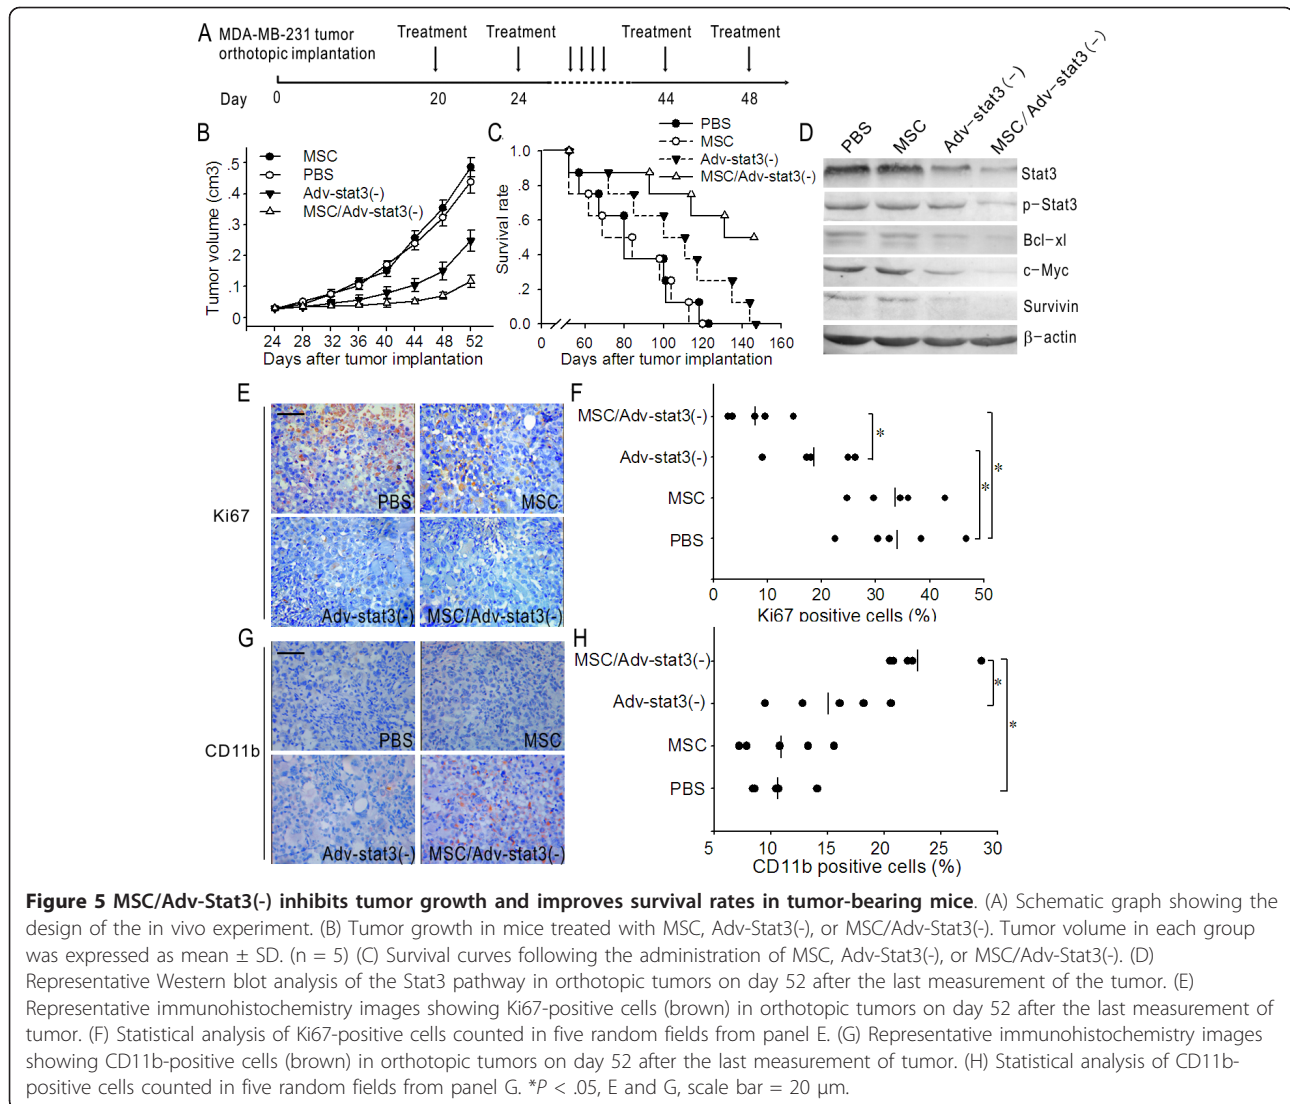 A MDA-MB-231 tumor
orthotopic implantation
Treatment Treatment Treatment Treatment
Day 0 20 24 44 48
B
MSC
PBS
Adv-stat3(-)
MSC/Adv-stat3(-)
Tumor volume (cm3)
.5
.4
.3
.2
.1
0
24 28 32 36 40 44 48 52
Days after tumor implantation
C
PBS
MSC
Adv-stat3(-)
MSC/Adv-stat3(-)
Survival rate
1.0
.8
.6
.4
.2
0.0
0 60 80 100 120 140 160
Days after tumor implantation
D
PBS MSC Adv-stat3(-) MSC/Adv-stat3(-)
Stat3
p-Stat3
Bcl-xl
c-Myc
Survivin
β-actin
E
Ki67
PBS MSC
Adv-stat3(-) MSC/Adv-stat3(-)
F
MSC/Adv-stat3(-)
Adv-stat3(-)
MSC
PBS
*
*
*
0 10 20 30 40 50
Ki67 positive cells (%)
G
CD11b
PBS MSC
Adv-stat3(-) MSC/Adv-stat3(-)
H
MSC/Adv-stat3(-)
Adv-stat3(-)
MSC
PBS
*
*
5 10 15 20 25 30
CD11b positive cells (%)
Figure 5 MSC/Adv-Stat3(-) inhibits tumor growth and improves survival rates in tumor-bearing mice. (A) Schematic graph showing the
design of the in vivo experiment. (B) Tumor growth in mice treated with MSC, Adv-Stat3(-), or MSC/Adv-Stat3(-). Tumor volume in each group
was expressed as mean ± SD. (n = 5) (C) Survival curves following the administration of MSC, Adv-Stat3(-), or MSC/Adv-Stat3(-). (D)
Representative Western blot analysis of the Stat3 pathway in orthotopic tumors on day 52 after the last measurement of the tumor. (E)
Representative immunohistochemistry images showing Ki67-positive cells (brown) in orthotopic tumors on day 52 after the last measurement of
tumor. (F) Statistical analysis of Ki67-positive cells counted in five random fields from panel E. (G) Representative immunohistochemistry images
showing CD11b-positive cells (brown) in orthotopic tumors on day 52 after the last measurement of tumor. (H) Statistical analysis of CD11b-
positive cells counted in five random fields from panel G. *P < .05, E and G, scale bar = 20 μm.